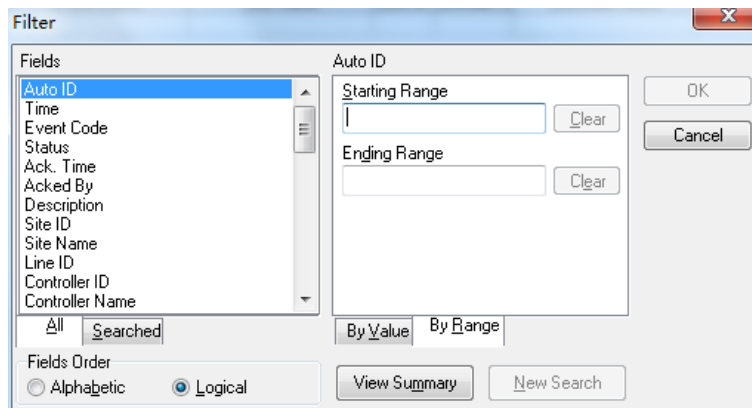 Filter
Fields
Auto ID
Time
Event Code
Status
Ack. Time
Acked By
Description
Site ID
Site Name
Line ID
Controller ID
Controller Name
All
Searched
Fields Order
Alphabetic
Logical
Auto ID
Starting Range
Clear
Ending Range
Clear
By Value
By Range
View Summary
New Search
OK
Cancel